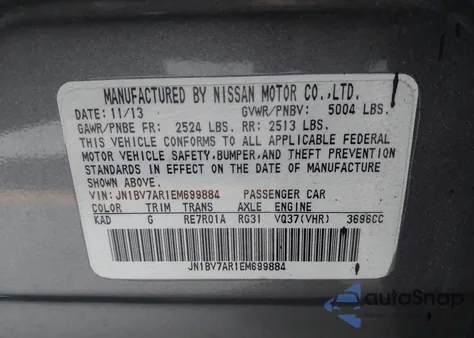 MANUFACTURED BY NISSAN MOTOR CO.,LTD.
DATE: 11/13 GVWR/PNBV: 5004 LBS.
GAWR/PNBE FR: 2524 LBS. RR: 2513 LBS.
THIS VEHICLE CONFORMS TO ALL APPLICABLE FEDERAL
MOTOR VEHICLE SAFETY,BUMPER,AND THEFT PREVENTION
STANDARDS IN EFFECT ON THE DATE OF MANUFACTURE
SHOWN ABOVE.
VIN: JN1BV7AR1EM699884 PASSENGER CAR
COLOR TRIM TRANS AXLE ENGINE
KAD G RE7R01A RG31 VQ37(VHR) 3696CC
JN1BV7AR1EM699884
autoSnap